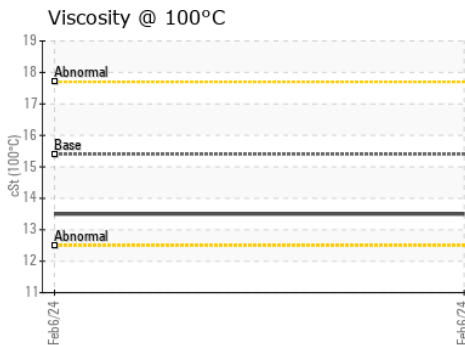 Viscosity @ 100°C
19
18
17
16
15
14
13
12
11
cSt (100°C)
Abnormal
Base
Abnormal
Feb6/24
Feb6/24